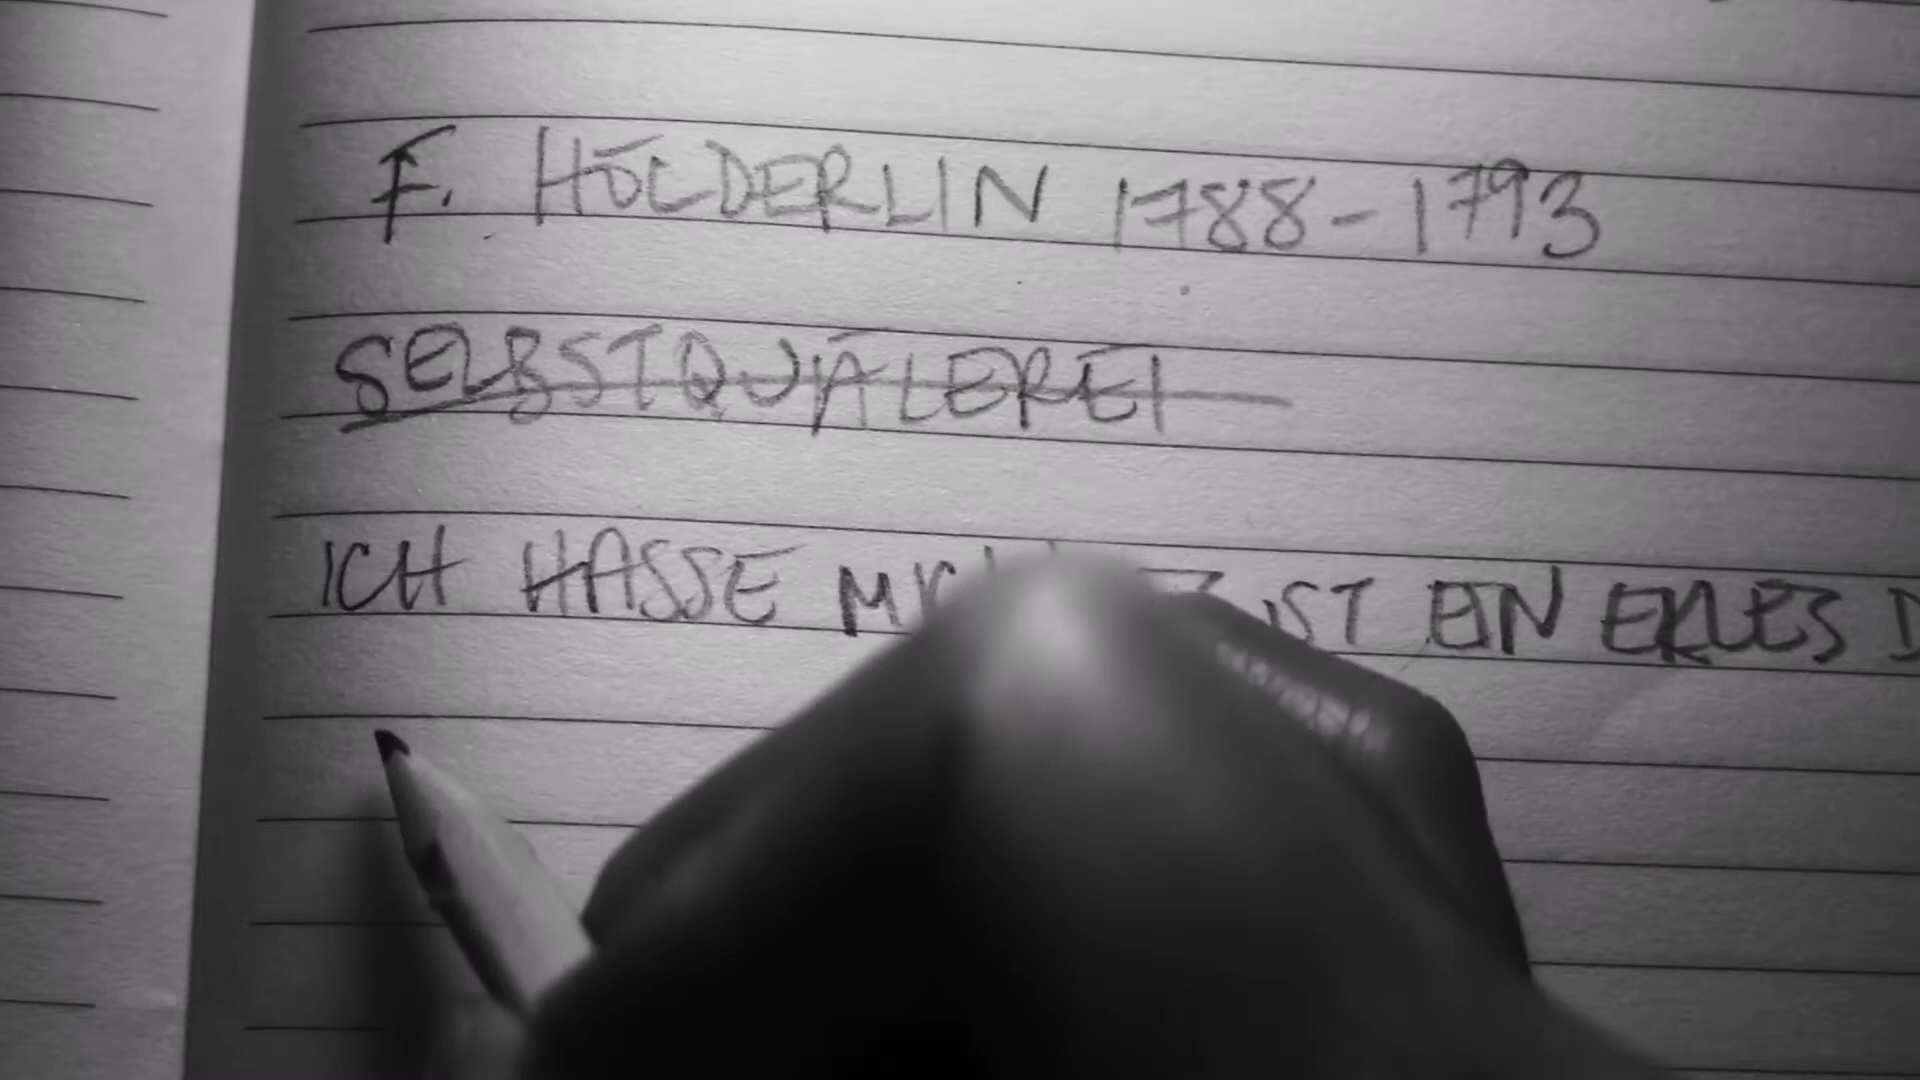 F. HÖLDERLIN 1788-1793
SELBSTQUÄLEREI
ICH HASSE IST EIN EKLES